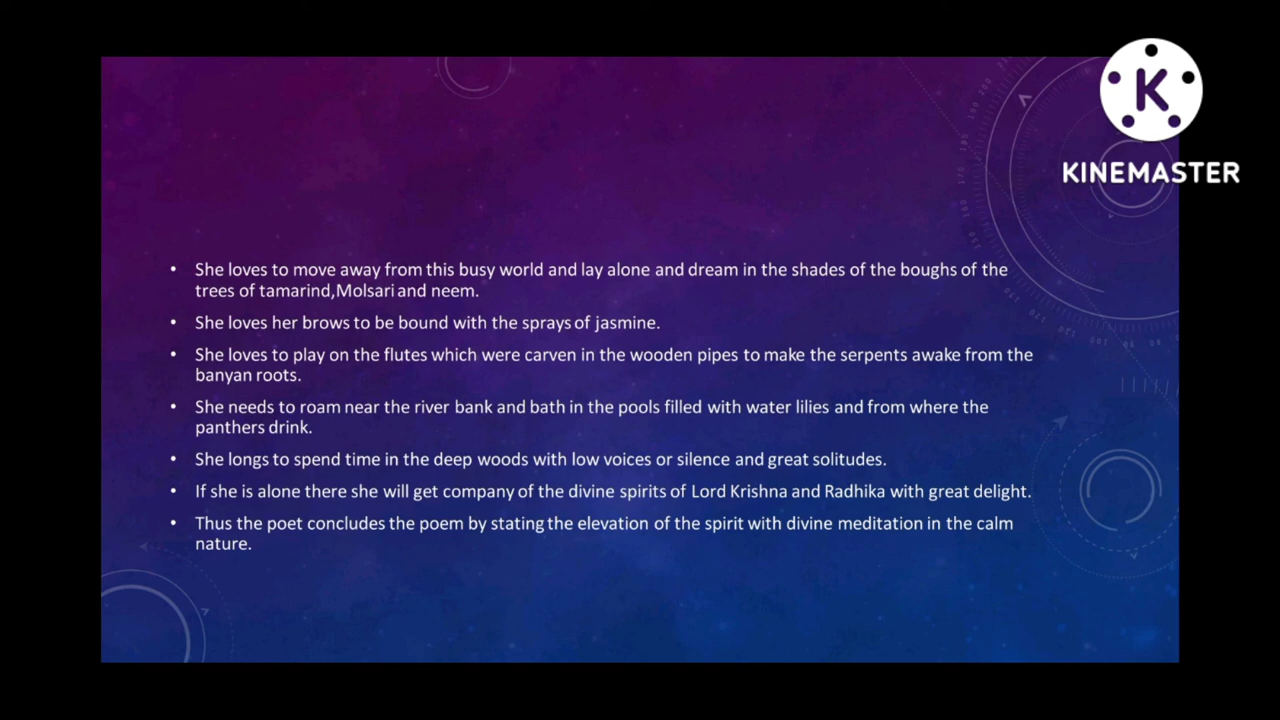 K
KINEMASTER
• She loves to move away from this busy world and lay alone and dream in the shades of the boughs of the
trees of tamarind,Molsari and neem.
• She loves her brows to be bound with the sprays of jasmine.
• She loves to play on the flutes which were carven in the wooden pipes to make the serpents awake from the
banyan roots.
• She needs to roam near the river bank and bath in the pools filled with water lilies and from where the
panthers drink.
• She longs to spend time in the deep woods with low voices or silence and great solitudes.
• If she is alone there she will get company of the divine spirits of Lord Krishna and Radhika with great delight.
• Thus the poet concludes the poem by stating the elevation of the spirit with divine meditation in the calm
nature.